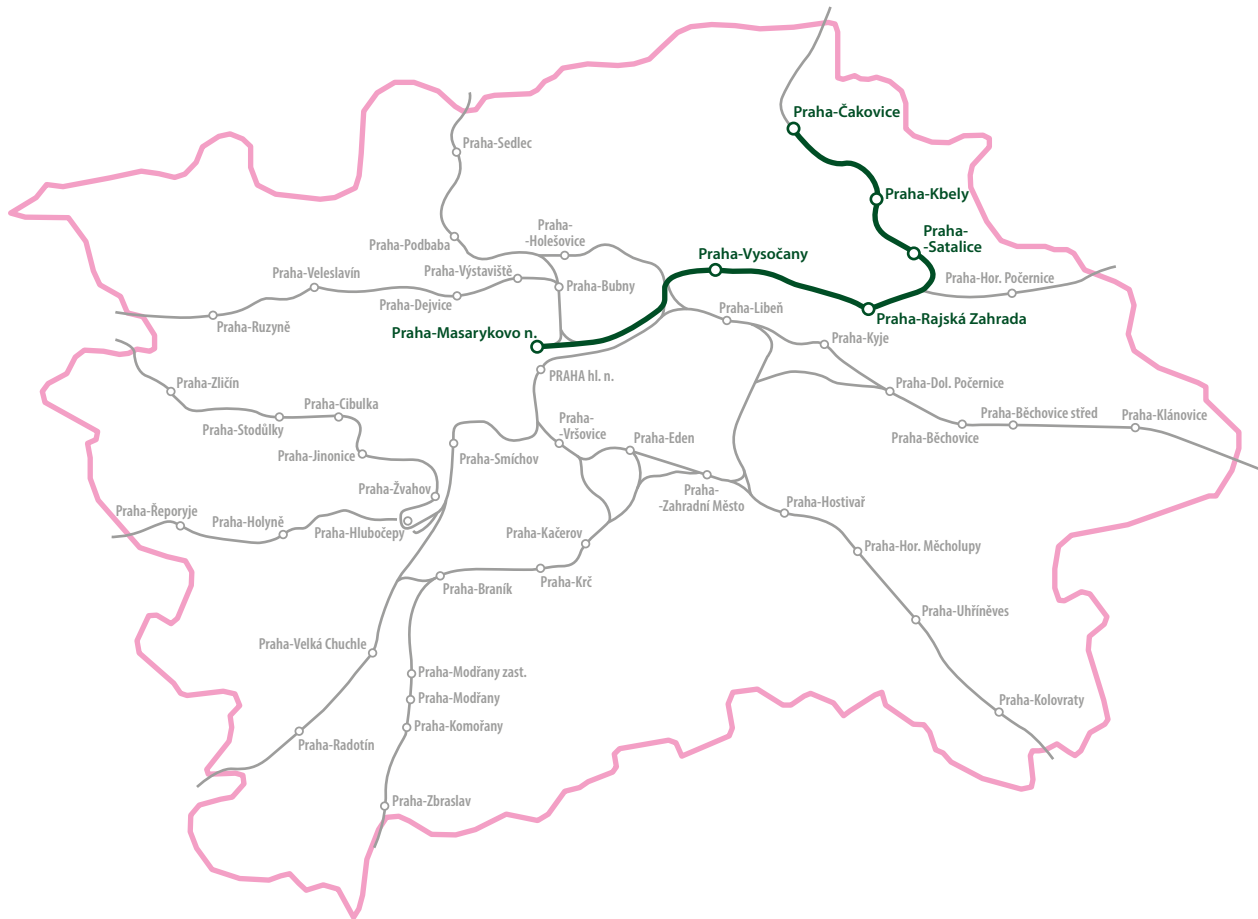 Praha-Čakovice
Praha-Sedlec
Praha-Kbely
Praha-
-Holešovice
Praha-
-Satalice
Praha-Podbaba
Praha-Vysočany
Praha-Veleslavín
Praha-Výstaviště
Praha-Hor. Počernice
Praha-Bubny
Praha-Dejvice
Praha-Libeň
Praha-Rajská Zahrada
Praha-Ruzyně
Praha-Masarykovo n.
Praha-Kyje
PRAHA hl. n.
Praha-Zličín
Praha-Dol. Počernice
Praha-Cibulka
Praha-Stodůlky
Praha-
-Vršovice
Praha-Běchovice střed
Praha-Klánovice
Praha-Běchovice
Praha-Eden
Praha-Jinonice
Praha-Smíchov
Praha-Žvahov
Praha-
-Zahradní Město
Praha-Hostivař
Praha-Řeporyje
Praha-Holyně
Praha-Hlubočepy
Praha-Kačerov
Praha-Hor. Měcholupy
Praha-Krč
Praha-Braník
Praha-Uhříněves
Praha-Velká Chuchle
Praha-Modřany zast.
Praha-Modřany
Praha-Kolovraty
Praha-Komořany
Praha-Radotín
Praha-Zbraslav